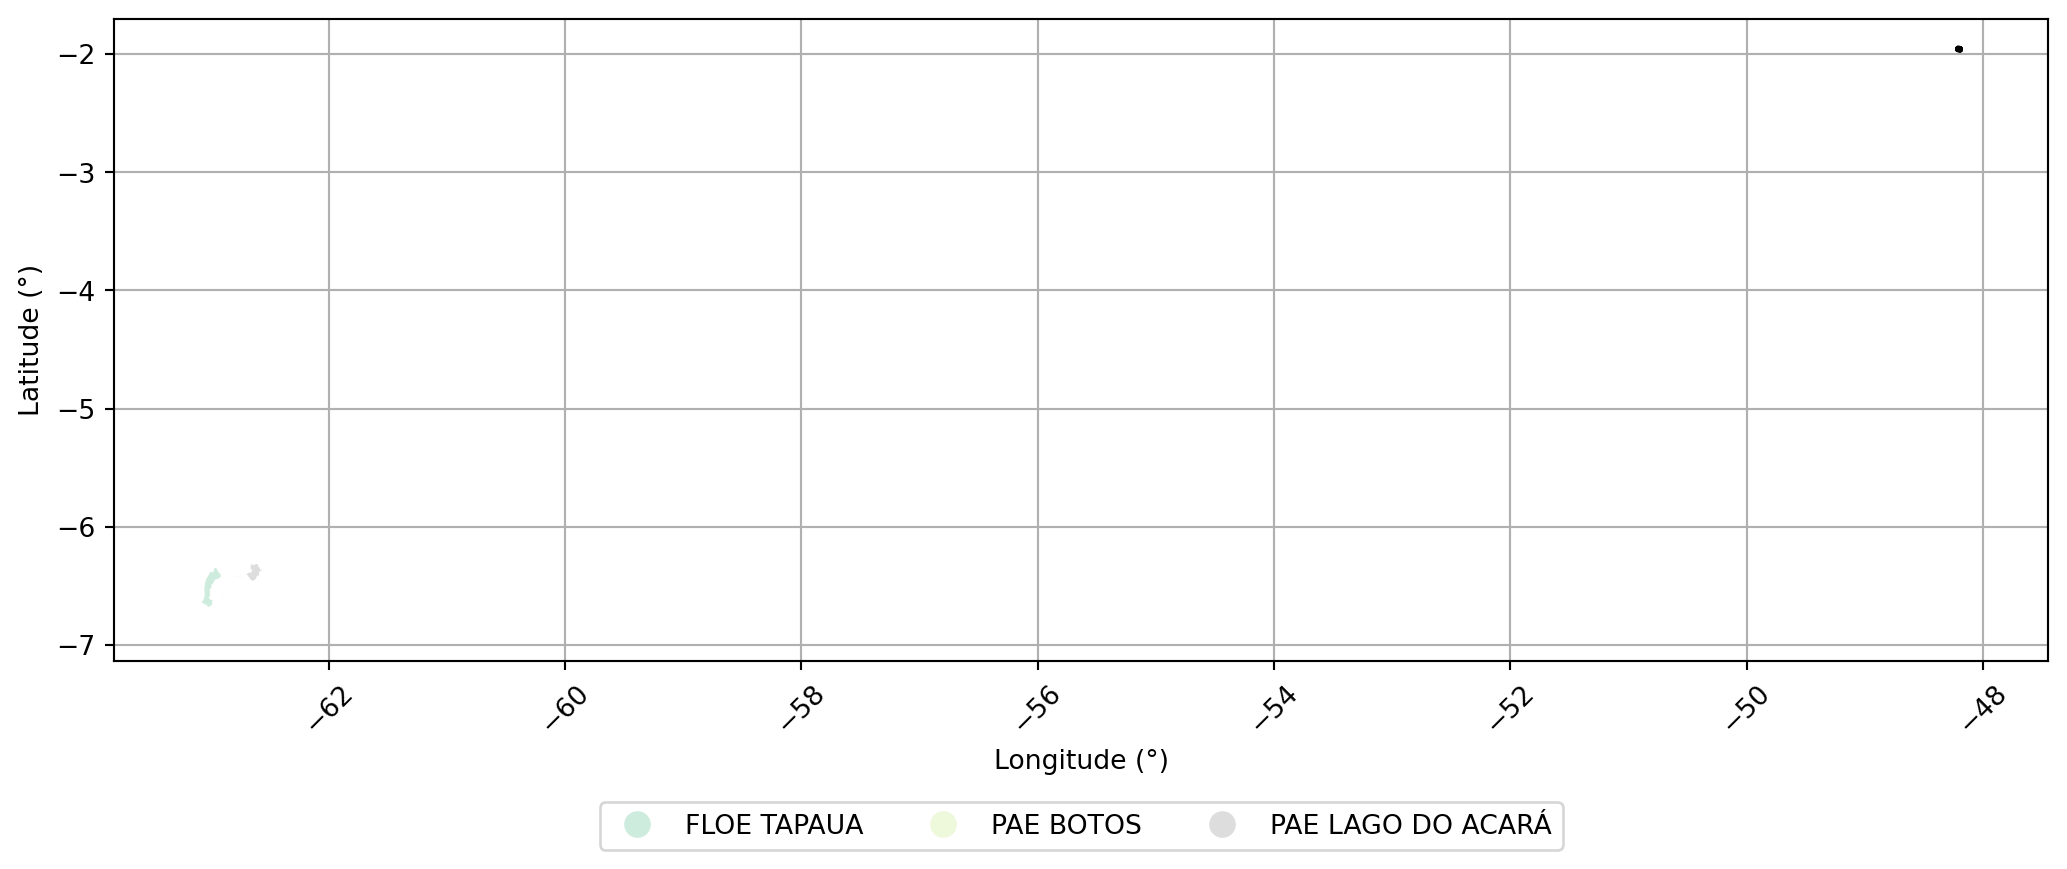 −2
−3
−4
−5
−6
−7
Latitude (°)
−62 −60 −58 −56 −54 −52 −50 −48
Longitude (°)
FLOE TAPAUA PAE BOTOS PAE LAGO DO ACARÁ